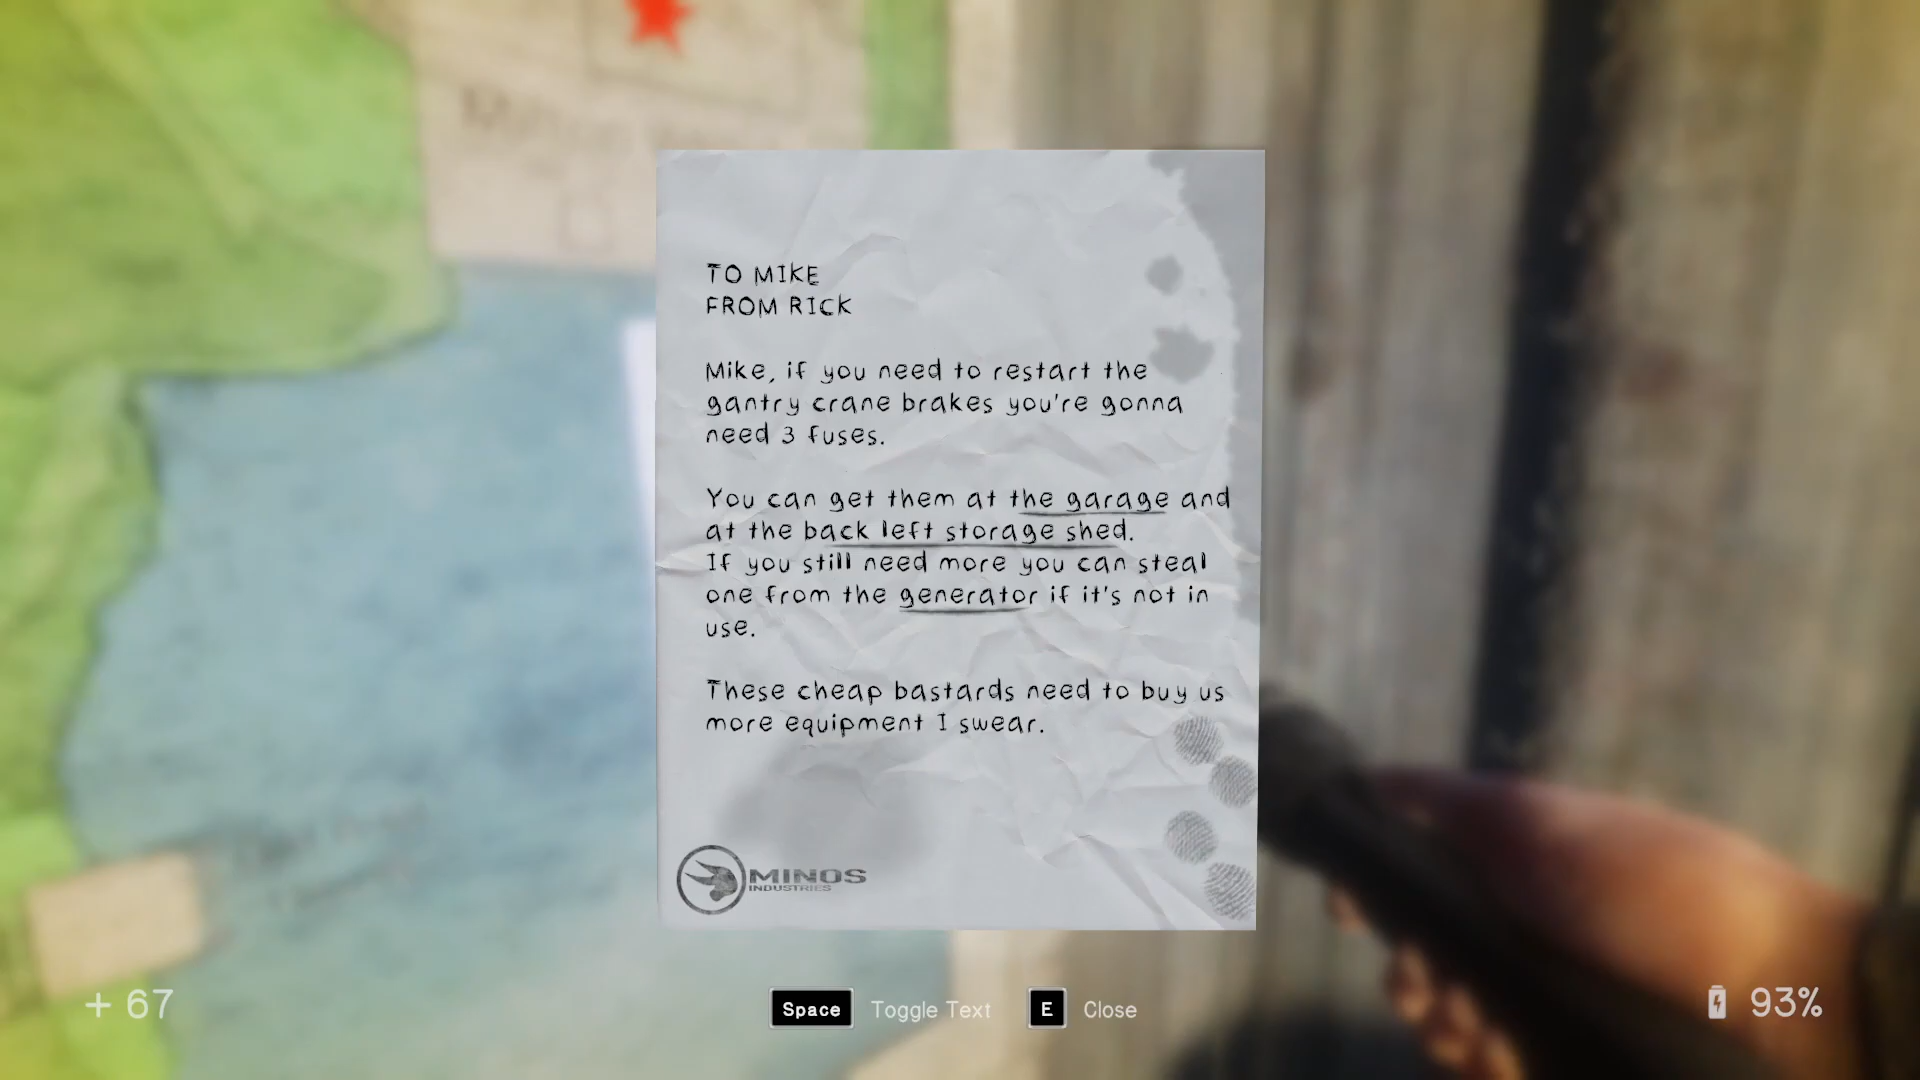 TO MIKE
FROM RICK
Mike, if you need to restart the
gantry crane brakes you're gonna
need 3 fuses.
You can get them at the garage and
at the back left storage shed.
If you still need more you can steal
one from the generator if it's not in
use.
These cheap bastards need to buy us
more equipment I swear.
MINOS
INDUSTRIES
+ 67
Space Toggle Text E Close
93%